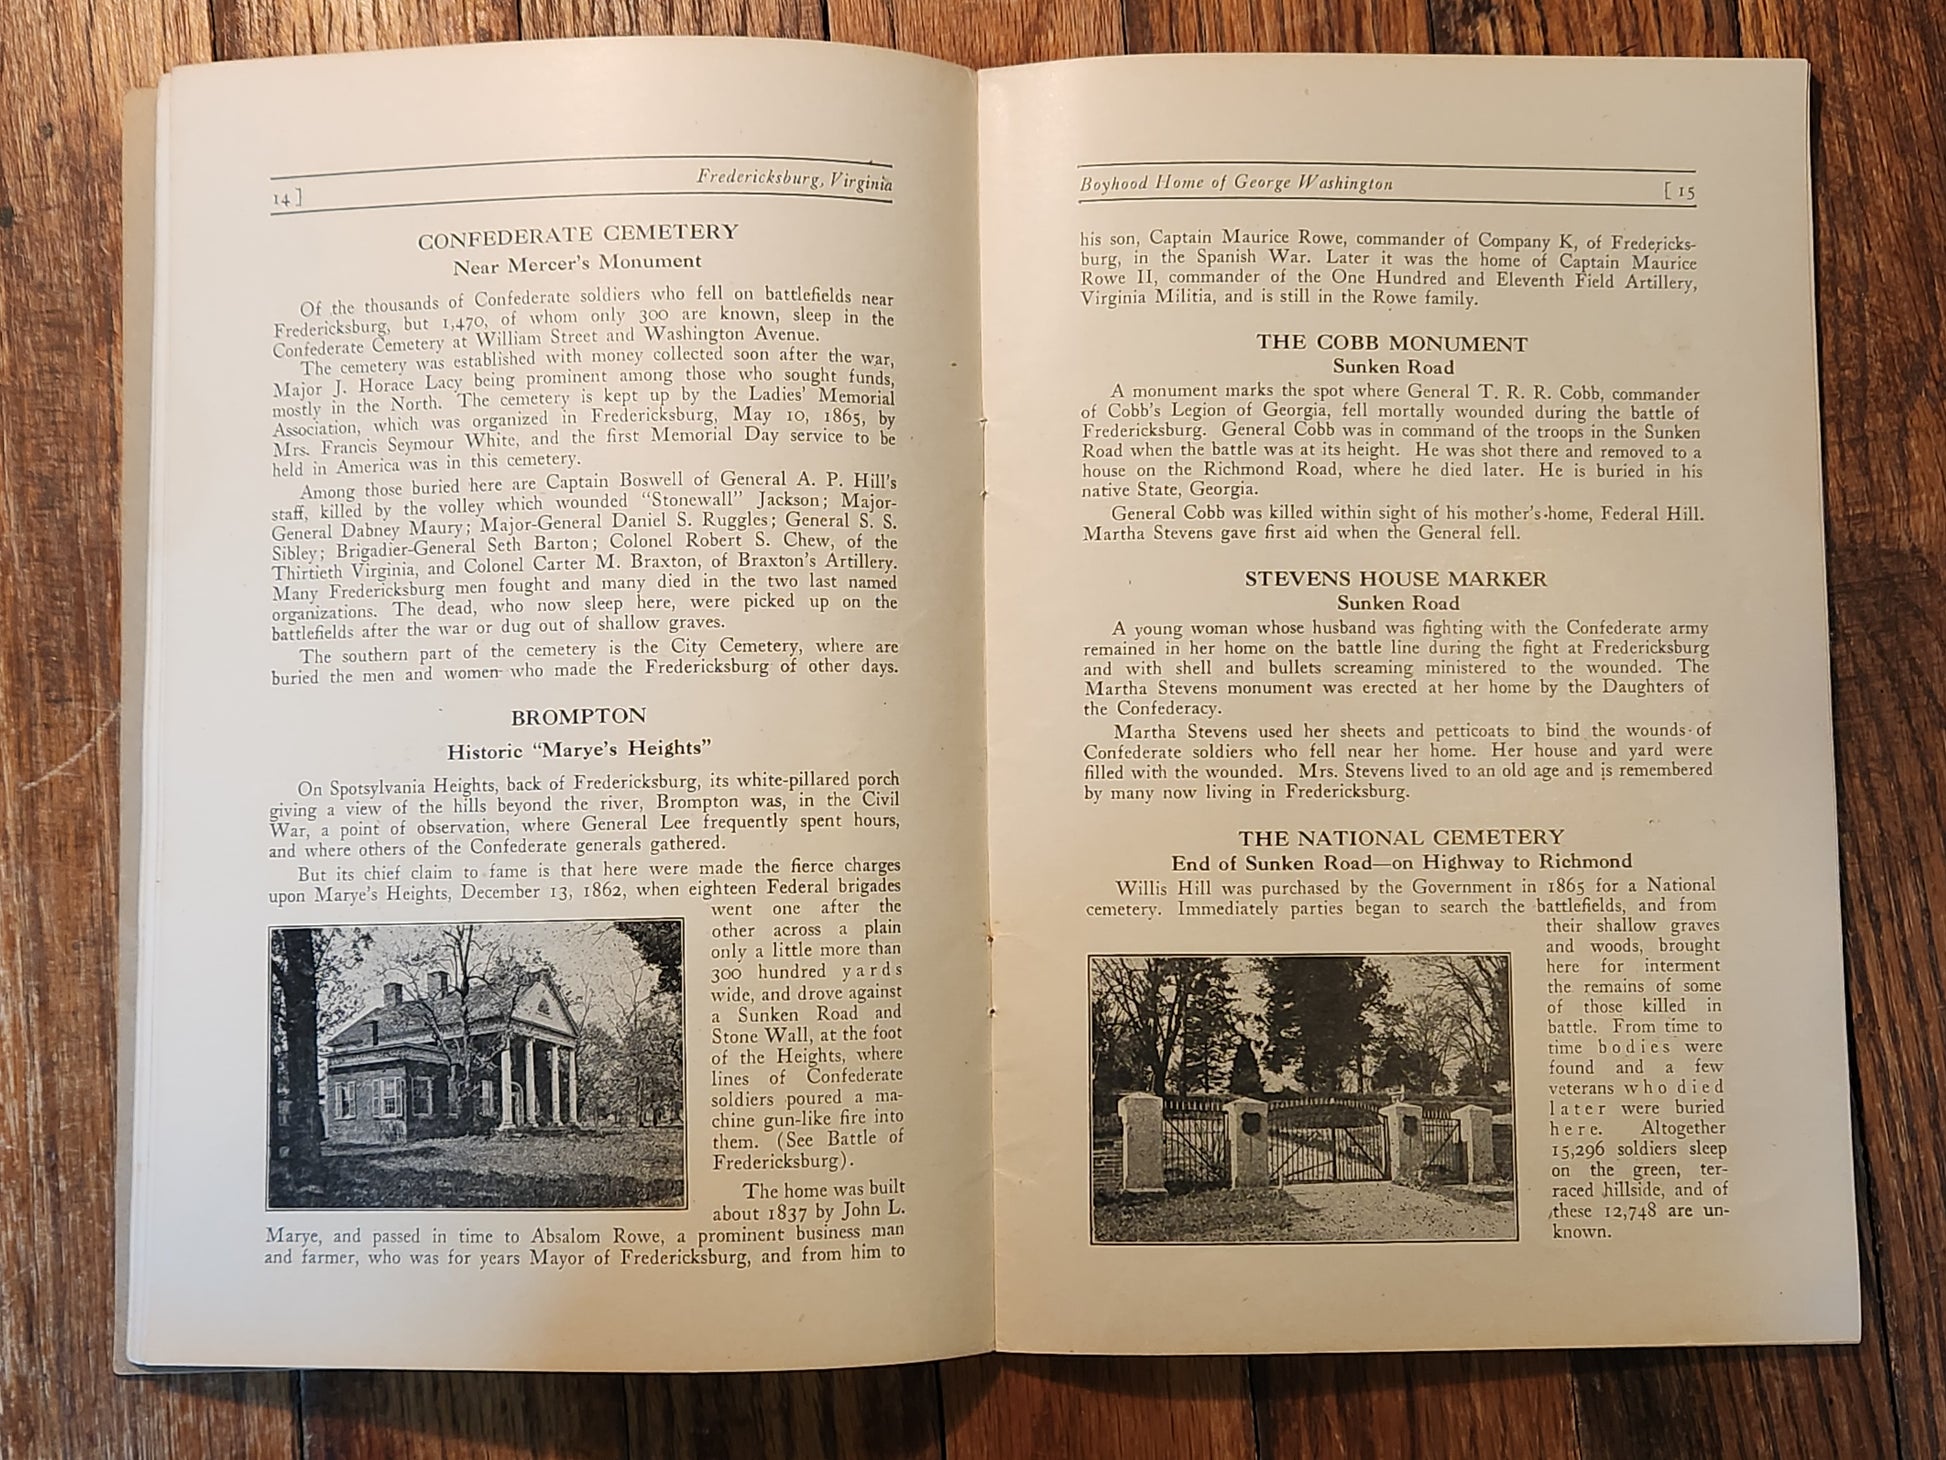 14 ]
Fredericksburg, Virginia
CONFEDERATE CEMETERY
Near Mercer's Monument
Of the thousands of Confederate soldiers who fell on battlefields near
Fredericksburg, but 1,470, of whom only 300 are known, sleep in the
Confederate Cemetery at William Street and Washington Avenue.
The cemetery was established with money collected soon after the war,
Major J. Horace Lacy being prominent among those who sought funds,
mostly in the North. The cemetery is kept up by the Ladies' Memorial
Association, which was organized in Fredericksburg, May 10, 1865, by
Mrs. Francis Seymour White, and the first Memorial Day service to be
held in America was in this cemetery.
Among those buried here are Captain Boswell of General A. P. Hill's
staff, killed by the volley which wounded "Stonewall" Jackson; Major-
General Dabney Maury; Major-General Daniel S. Ruggles; General S. S.
Sibley; Brigadier-General Seth Barton; Colonel Robert S. Chew, of the
Thirtieth Virginia, and Colonel Carter M. Braxton, of Braxton's Artillery.
Many Fredericksburg men fought and many died in the two last named
organizations. The dead, who now sleep here, were picked up on the
battlefields after the war or dug out of shallow graves.
The southern part of the cemetery is the City Cemetery, where are
buried the men and women who made the Fredericksburg of other days.
BROMPTON
Historic "Marye's Heights"
On Spotsylvania Heights, back of Fredericksburg, its white-pillared porch
giving a view of the hills beyond the river, Brompton was, in the Civil
War, a point of observation, where General Lee frequently spent hours,
and where others of the Confederate generals gathered.
But its chief claim to fame is that here were made the fierce charges
upon Marye's Heights, December 13, 1862, when eighteen Federal brigades
went one after the
other across a plain
only a little more than
300 hundred yards
wide, and drove against
a Sunken Road and
Stone Wall, at the foot
of the Heights, where
lines of Confederate
soldiers poured a ma-
chine gun-like fire into
them. (See Battle of
Fredericksburg).
The home was built
about 1837 by John L.
Marye, and passed in time to Absalom Rowe, a prominent business man
and farmer, who was for years Mayor of Fredericksburg, and from him to
Boyhood Home of George Washington
[ 15
his son, Captain Maurice Rowe, commander of Company K, of Fredericks-
burg, in the Spanish War. Later it was the home of Captain Maurice
Rowe II, commander of the One Hundred and Eleventh Field Artillery,
Virginia Militia, and is still in the Rowe family.
THE COBB MONUMENT
Sunken Road
A monument marks the spot where General T. R. R. Cobb, commander
of Cobb's Legion of Georgia, fell mortally wounded during the battle of
Fredericksburg. General Cobb was in command of the troops in the Sunken
Road when the battle was at its height. He was shot there and removed to a
house on the Richmond Road, where he died later. He is buried in his
native State, Georgia.
General Cobb was killed within sight of his mother's home, Federal Hill.
Martha Stevens gave first aid when the General fell.
STEVENS HOUSE MARKER
Sunken Road
A young woman whose husband was fighting with the Confederate army
remained in her home on the battle line during the fight at Fredericksburg
and with shell and bullets screaming ministered to the wounded. The
Martha Stevens monument was erected at her home by the Daughters of
the Confederacy.
Martha Stevens used her sheets and petticoats to bind the wounds of
Confederate soldiers who fell near her home. Her house and yard were
filled with the wounded. Mrs. Stevens lived to an old age and is remembered
by many now living in Fredericksburg.
THE NATIONAL CEMETERY
End of Sunken Road—on Highway to Richmond
Willis Hill was purchased by the Government in 1865 for a National
cemetery. Immediately parties began to search the battlefields, and from
their shallow graves
and woods, brought
here for interment
the remains of some
of those killed in
battle. From time to
time bodies were
found and a few
veterans who died
later were buried
here. Altogether
15,296 soldiers sleep
on the green, ter-
raced hillside, and of
these 12,748 are un-
known.